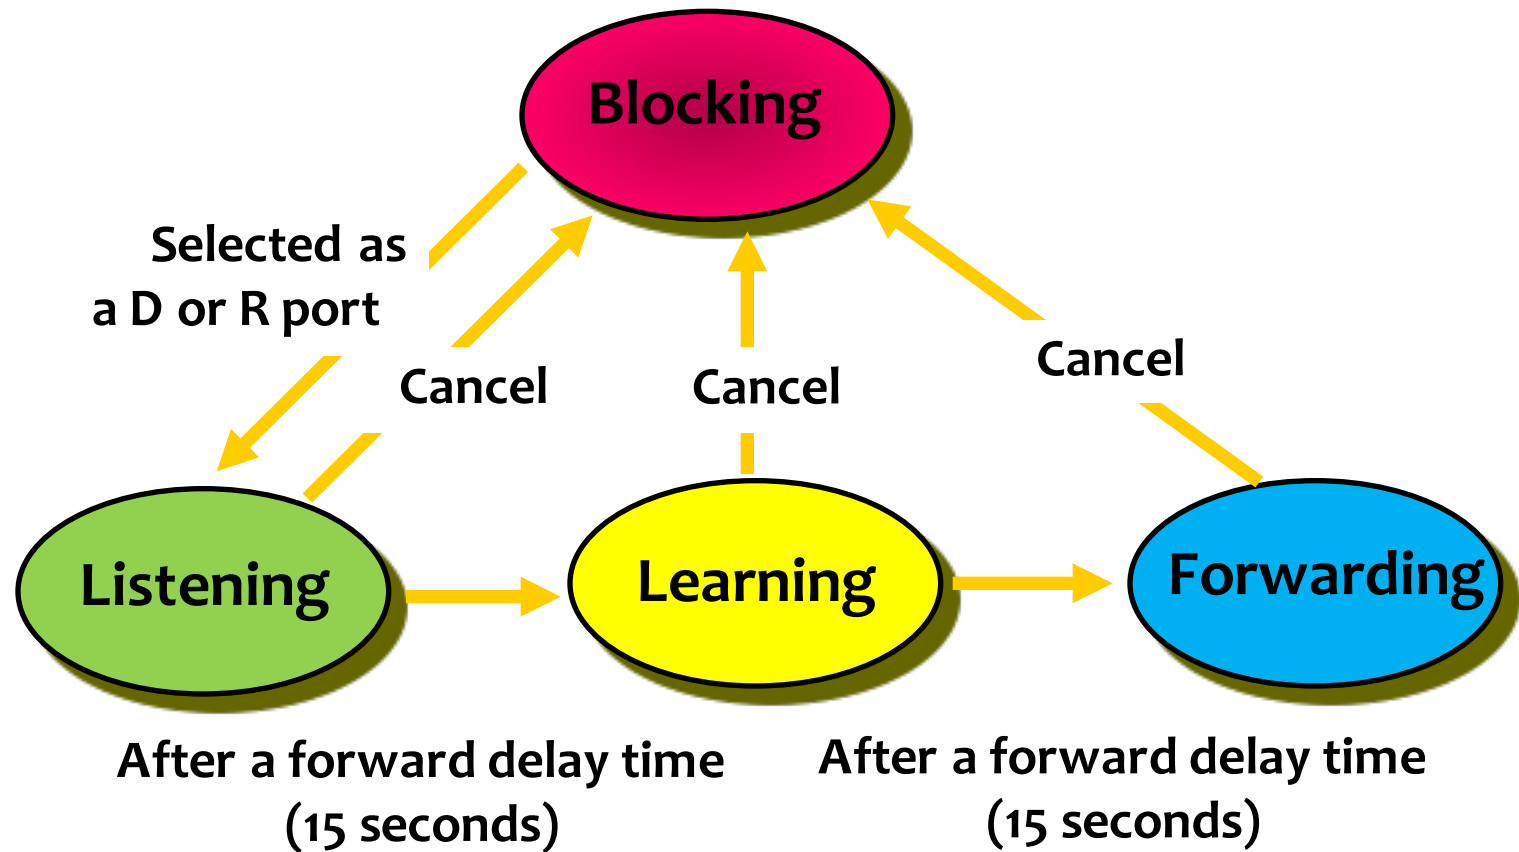 Blocking
Selected as
a D or R port
Cancel
Cancel
Cancel
Listening
Learning
Forwarding
After a forward delay time
(15 seconds)
After a forward delay time
(15 seconds)